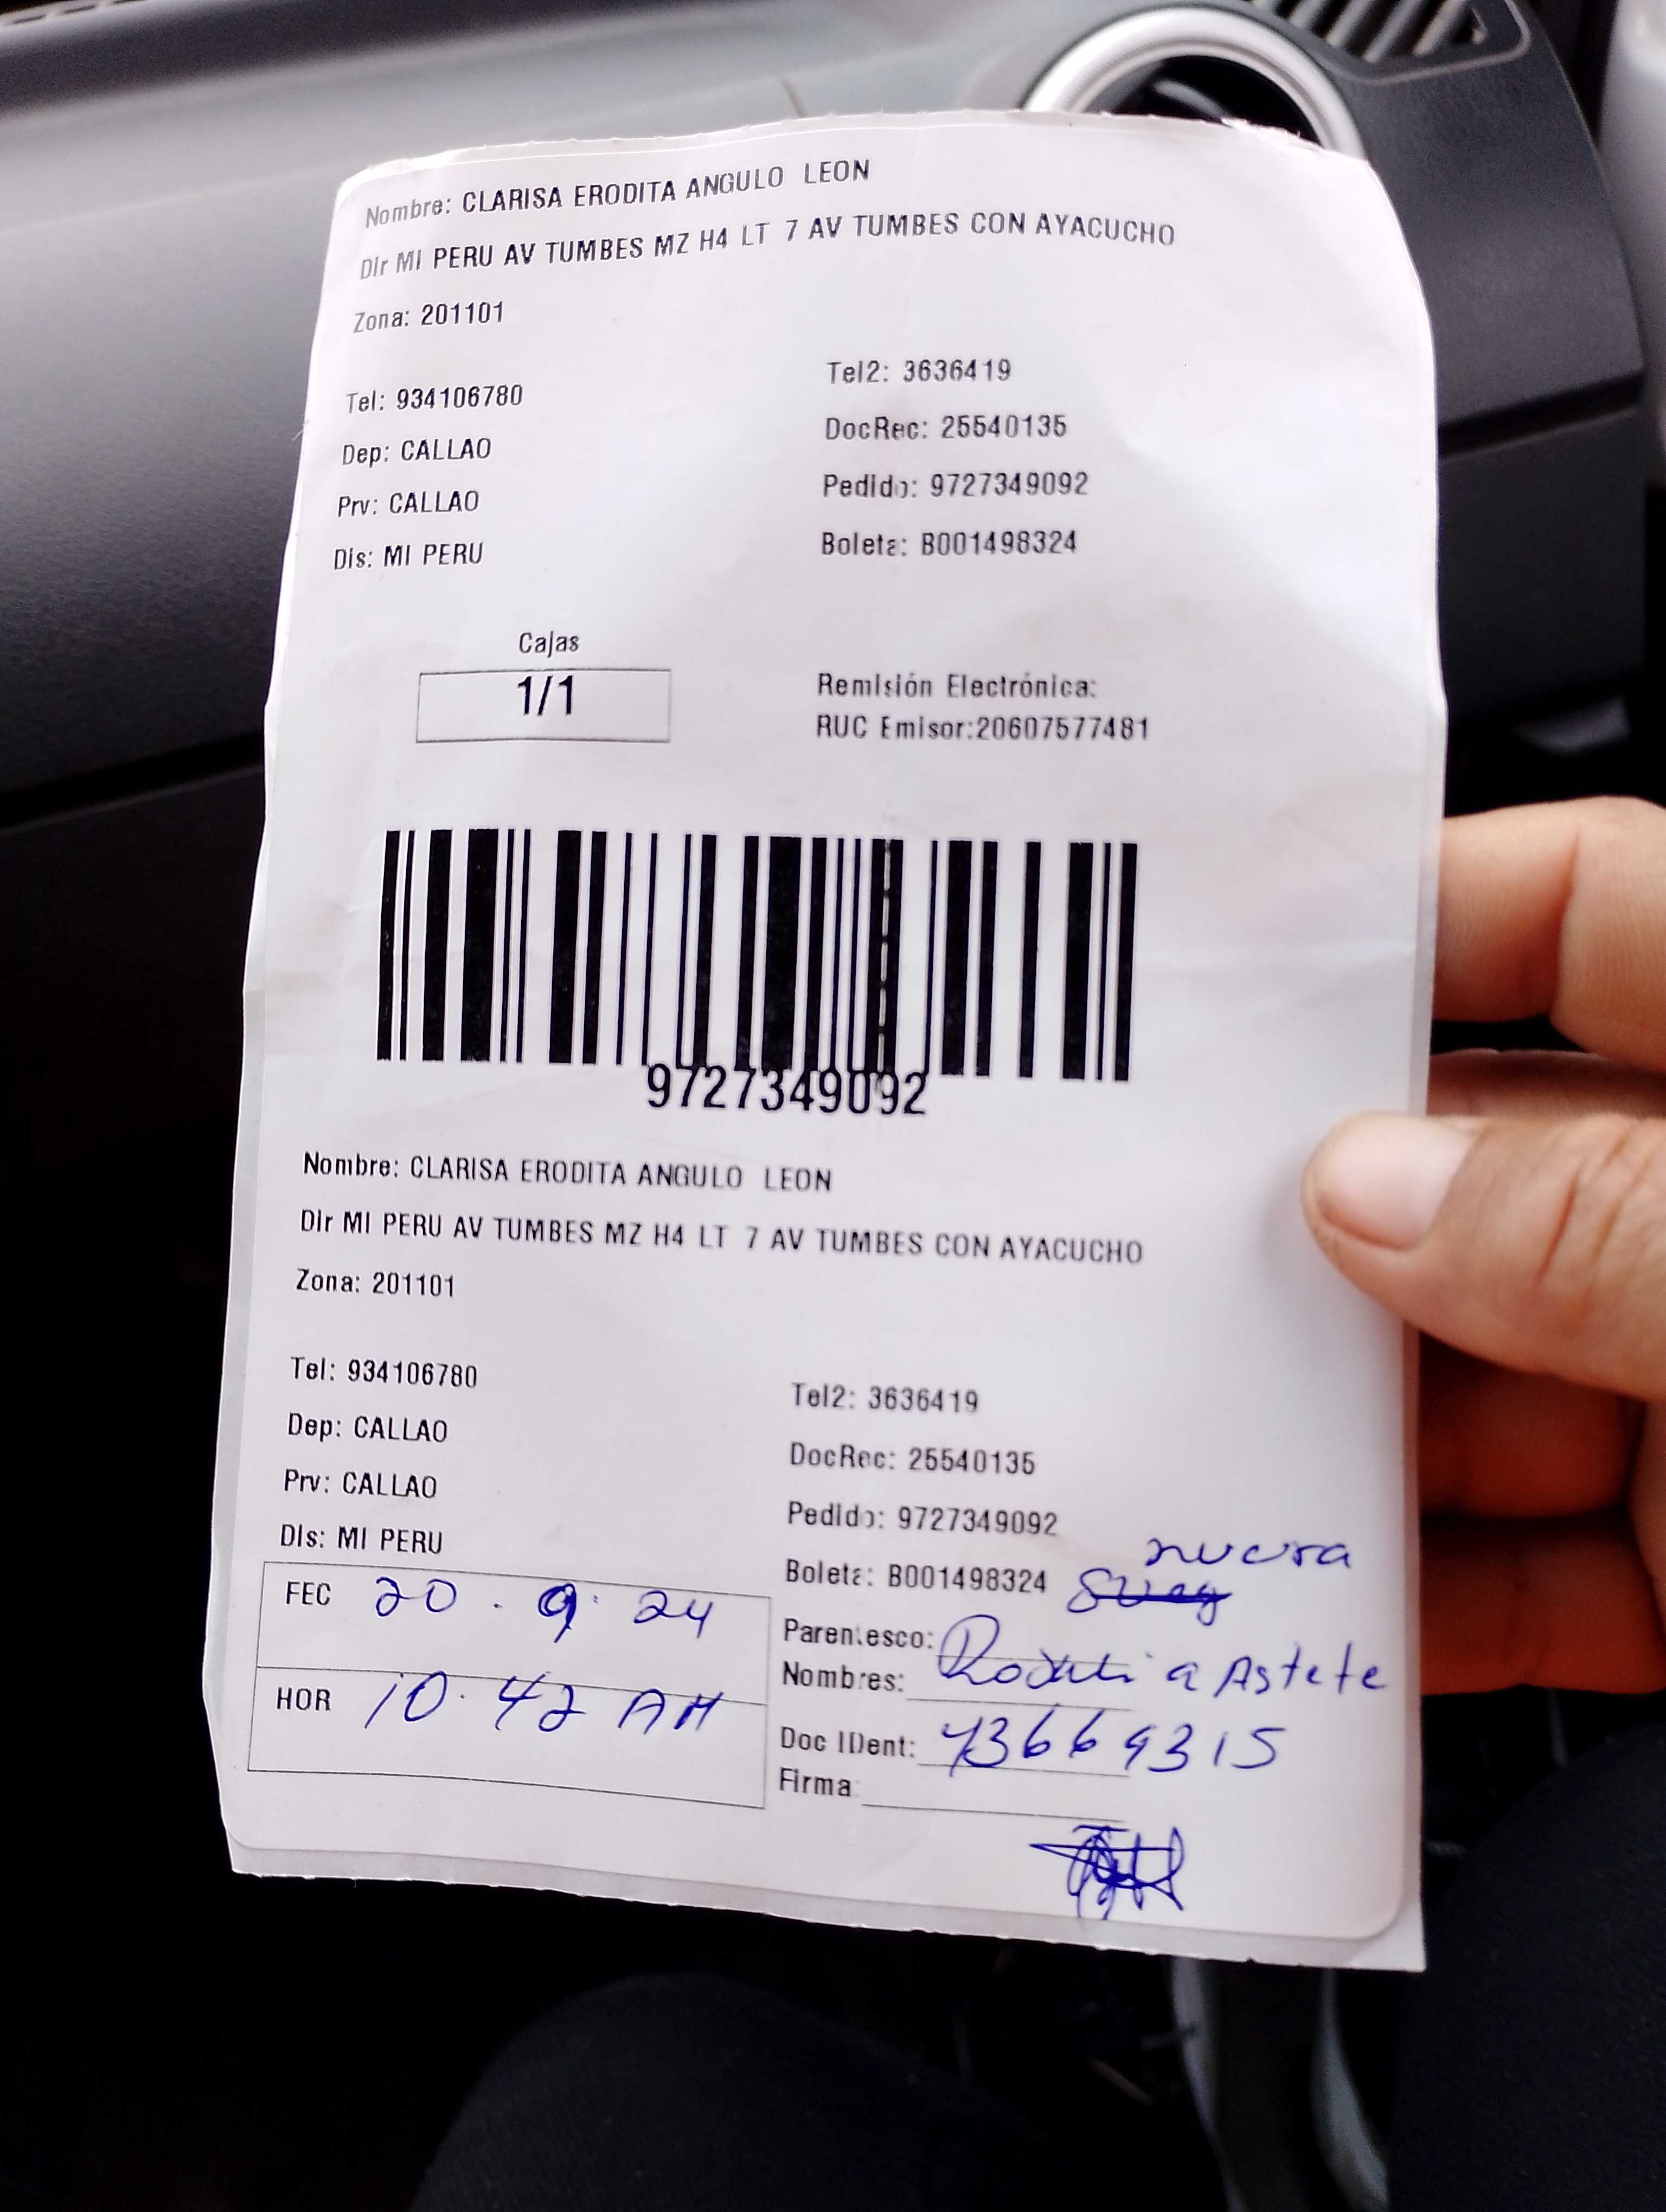 Nombre: CLARISA ERODITA ANGULO LEON
Dir MI PERU AV TUMBES MZ H4 LT 7 AV TUMBES CON AYACUCHO
Zona: 201101
Tel: 934106780
Dep: CALLAO
Prv: CALLAO
Dis: MI PERU
Tel2: 3636419
DocRec: 25540135
Pedido: 9727349092
Boleta: B001498324
Cajas
1/1
Remisión Electrónica:
RUC Emisor:20607577481
9727349092
Nombre: CLARISA ERODITA ANGULO LEON
Dir MI PERU AV TUMBES MZ H4 LT 7 AV TUMBES CON AYACUCHO
Zona: 201101
Tel: 934106780
Dep: CALLAO
Prv: CALLAO
Dis: MI PERU
Tel2: 3636419
DocRec: 25540135
Pedido: 9727349092
nuera
Boleta: B001498324
FEC 20.9.24
HOR 10.42 AM
Parentesco:
Nombres: Astete
Doc IDent: 43669315
Firma: